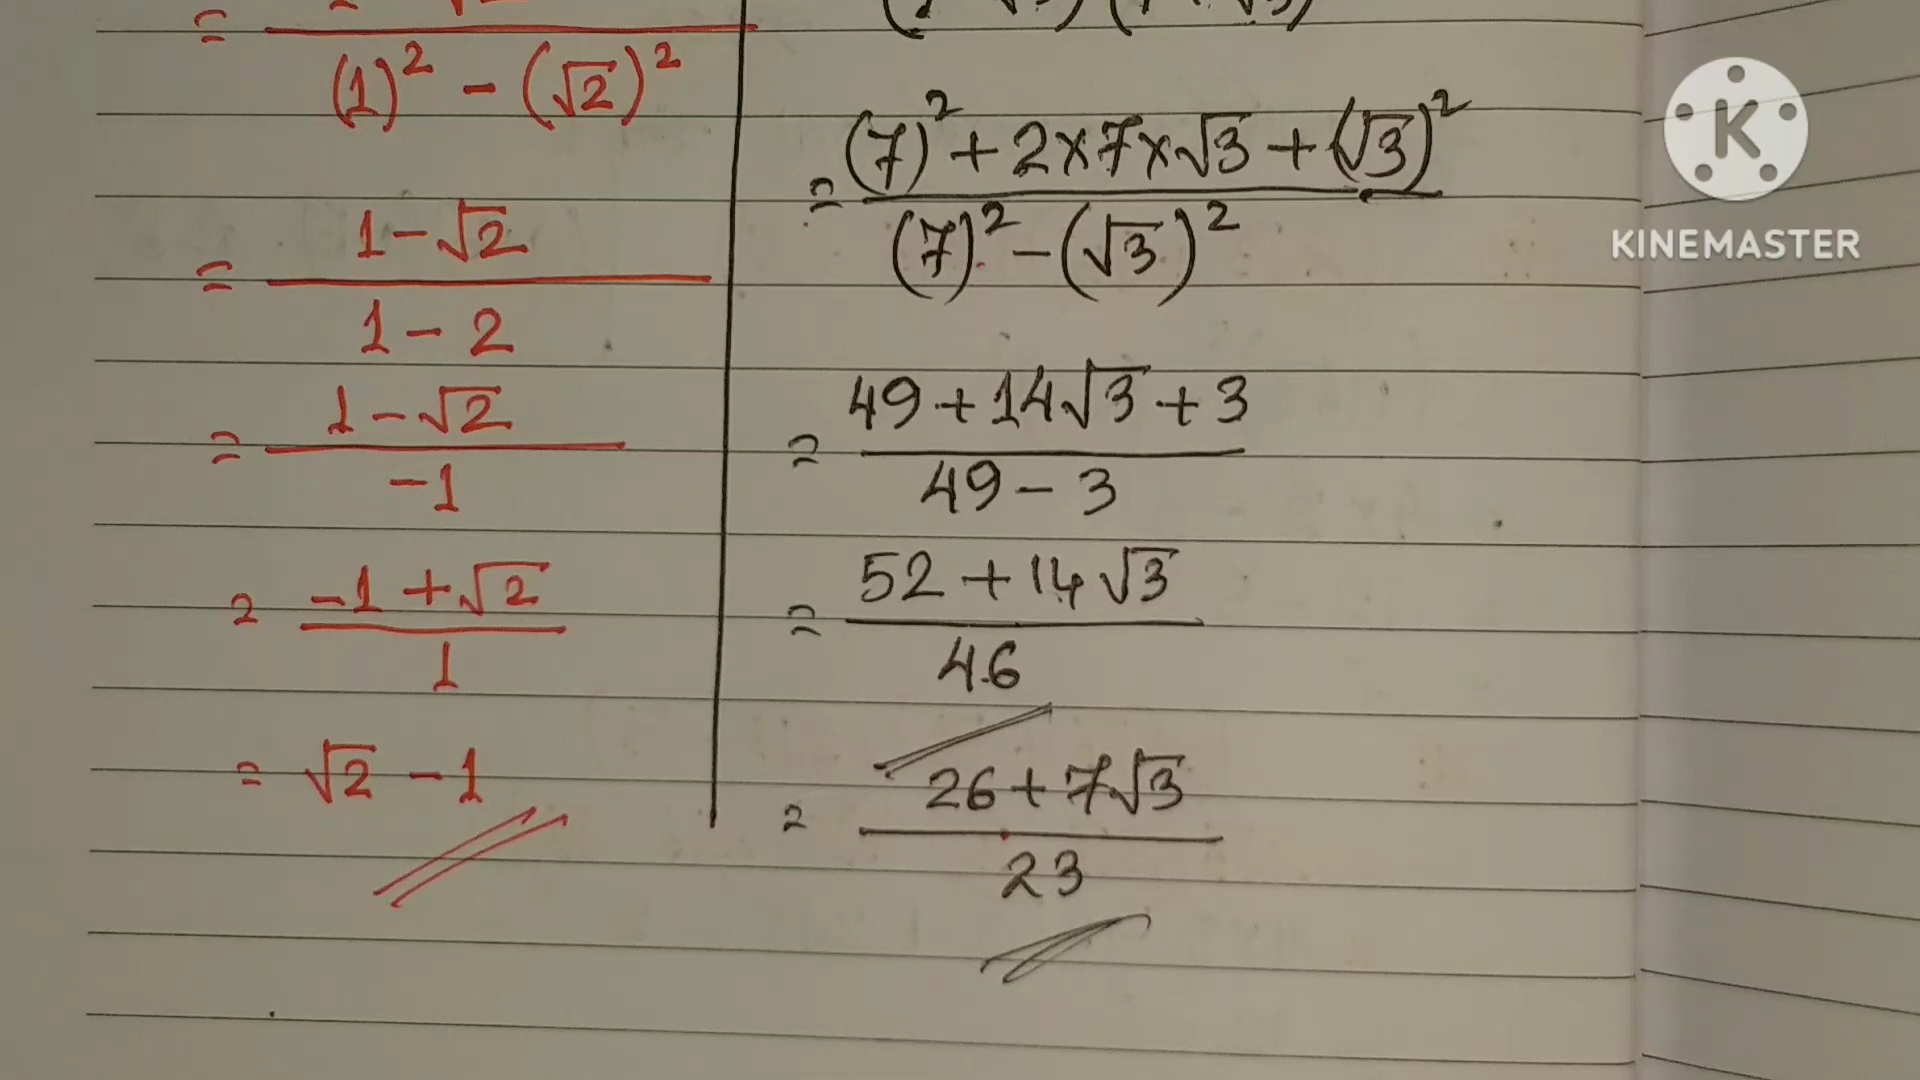 = 
(1)² - (√2)²
= 1-√2
1-2
= 1-√2
-1
= -1+√2
1
= √2 - 1
= (7)² + 2×7×√3 + (√3)²
(7)² - (√3)²
= 49+14√3+3
49-3
= 52+14√3
46
= 26+7√3
23
K
KINEMASTER